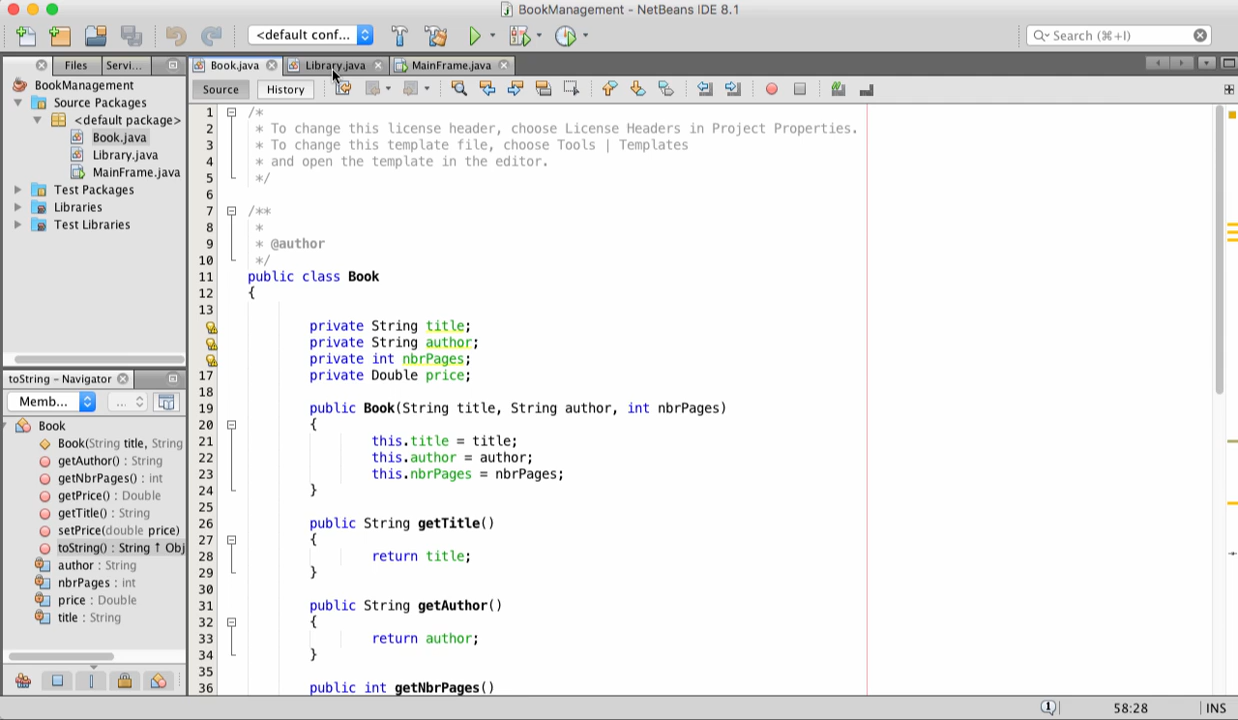 BookManagement - NetBeans IDE 8.1
<default conf...
Search (⌘+I)
Files
Servi...
Book.java
Library.java
MainFrame.java
BookManagement
Source Packages
<default package>
Book.java
Library.java
MainFrame.java
Test Packages
Libraries
Test Libraries
Source
History
toString - Navigator
Memb...
...
Book
Book(String title, String
getAuthor() : String
getNbrPages() : int
getPrice() : Double
getTitle() : String
setPrice(double price)
toString() : String ↑ Obj
author : String
nbrPages : int
price : Double
title : String
1 /*
2 * To change this license header, choose License Headers in Project Properties.
3 * To change this template file, choose Tools | Templates
4 * and open the template in the editor.
5 */
6
7 /**
8 *
9 * @author
10 */
11 public class Book
12 {
13
private String title;
private String author;
private int nbrPages;
17 private Double price;
18
19 public Book(String title, String author, int nbrPages)
20 {
21 this.title = title;
22 this.author = author;
23 this.nbrPages = nbrPages;
24 }
25
26 public String getTitle()
27 {
28 return title;
29 }
30
31 public String getAuthor()
32 {
33 return author;
34 }
35
36 public int getNbrPages()
1
58:28
INS